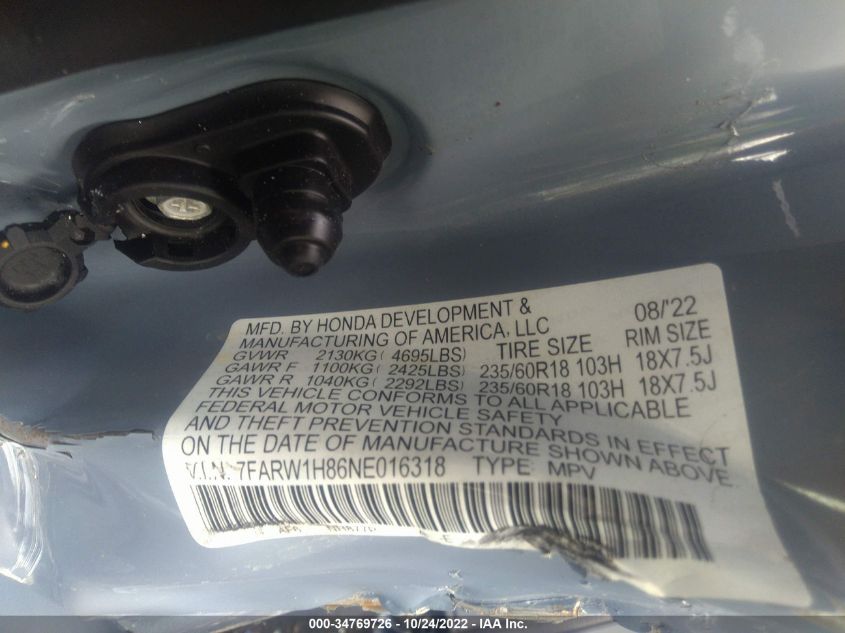 MFD. BY HONDA DEVELOPMENT & 08/'22
MANUFACTURING OF AMERICA, LLC
GVWR 2130KG ( 4695LBS) TIRE SIZE RIM SIZE
GAWR F 1100KG ( 2425LBS) 235/60R18 103H 18X7.5J
GAWR R 1040KG ( 2292LBS) 235/60R18 103H 18X7.5J
THIS VEHICLE CONFORMS TO ALL APPLICABLE
FEDERAL MOTOR VEHICLE SAFETY
AND THEFT PREVENTION STANDARDS IN EFFECT
ON THE DATE OF MANUFACTURE SHOWN ABOVE.
V.I.N. 7FARW1H86NE016318 TYPE: MPV
000-34769726 - 10/24/2022 - IAA Inc.